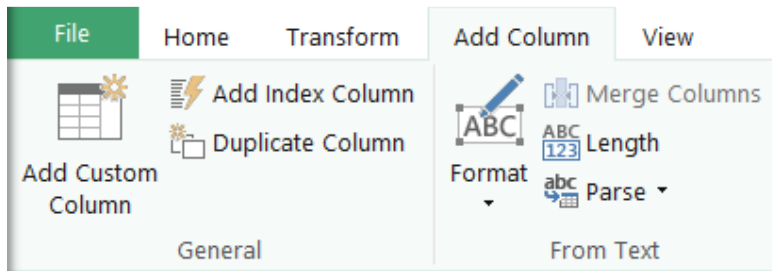 File Home Transform Add Column View
Add Custom
Column
Add Index Column
Duplicate Column
General
ABC
Format
Merge Columns
ABC
123 Length
abc
Parse
From Text